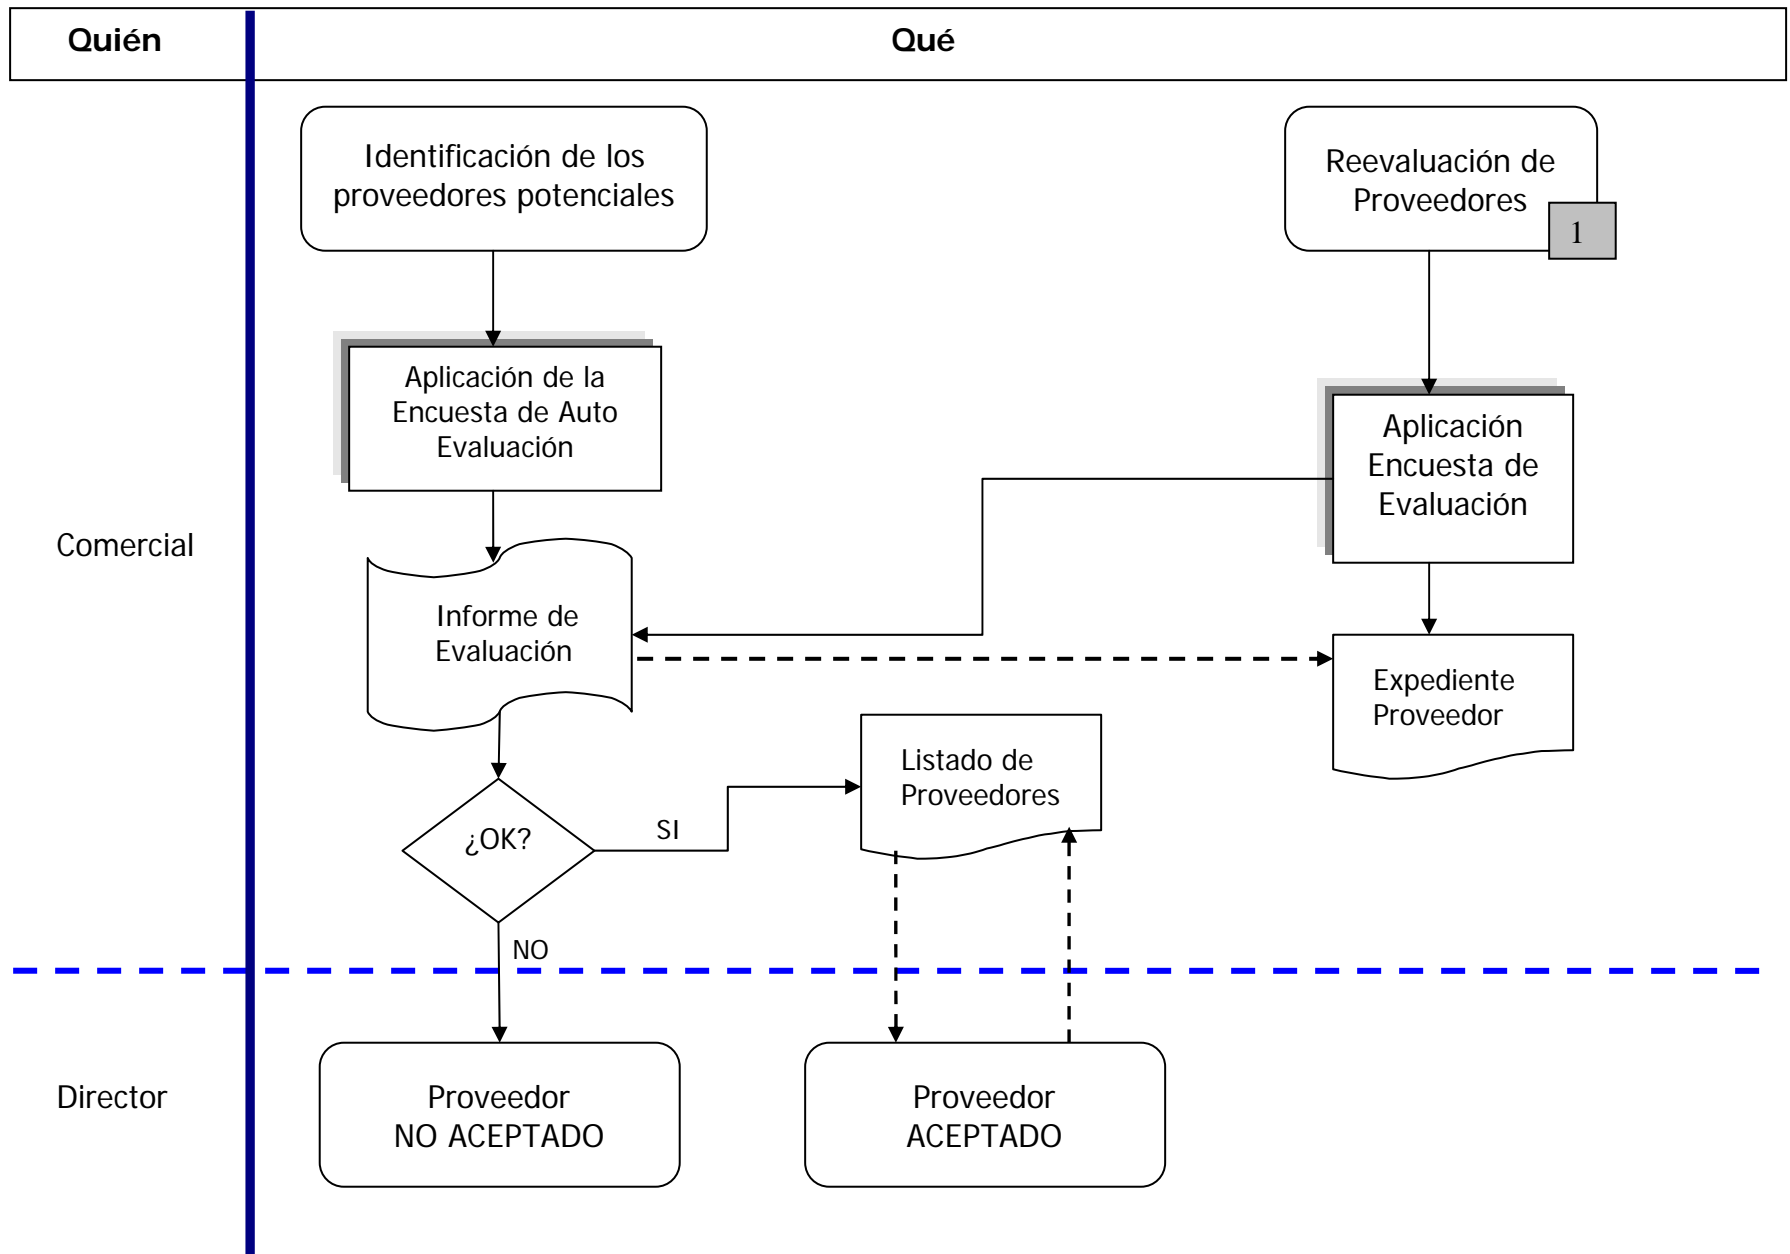 Quién
Qué
Identificación de los
proveedores potenciales
Reevaluación de
Proveedores
1
Aplicación de la
Encuesta de Auto
Evaluación
Aplicación
Encuesta de
Evaluación
Comercial
Informe de
Evaluación
Expediente
Proveedor
Listado de
Proveedores
¿OK?
SI
NO
Director
Proveedor
NO ACEPTADO
Proveedor
ACEPTADO